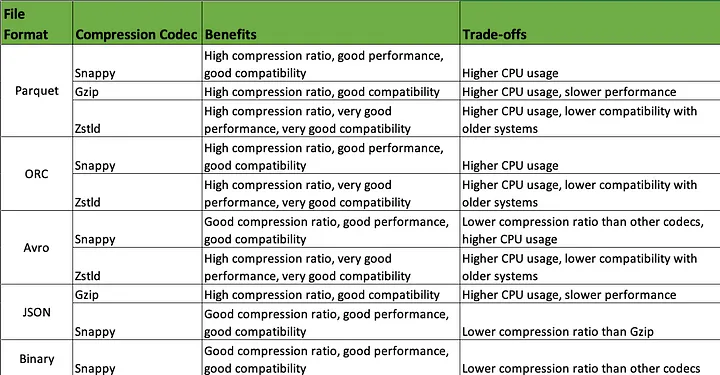 File
Format Compression Codec Benefits Trade-offs
Parquet
Snappy
High compression ratio, good performance,
good compatibility
Higher CPU usage
Gzip High compression ratio, good compatibility Higher CPU usage, slower performance
Zstld
High compression ratio, very good
performance, very good compatibility
Higher CPU usage, lower compatibility with
older systems
ORC
Snappy
High compression ratio, good performance,
good compatibility
Higher CPU usage
Zstld
High compression ratio, very good
performance, very good compatibility
Higher CPU usage, lower compatibility with
older systems
Avro
Snappy
Good compression ratio, good performance,
good compatibility
Lower compression ratio than other codecs,
higher CPU usage
Zstld
High compression ratio, very good
performance, very good compatibility
Higher CPU usage, lower compatibility with
older systems
JSON
Gzip High compression ratio, good compatibility Higher CPU usage, slower performance
Snappy
Good compression ratio, good performance,
good compatibility
Lower compression ratio than Gzip
Binary
Snappy
Good compression ratio, good performance,
good compatibility
Lower compression ratio than other codecs